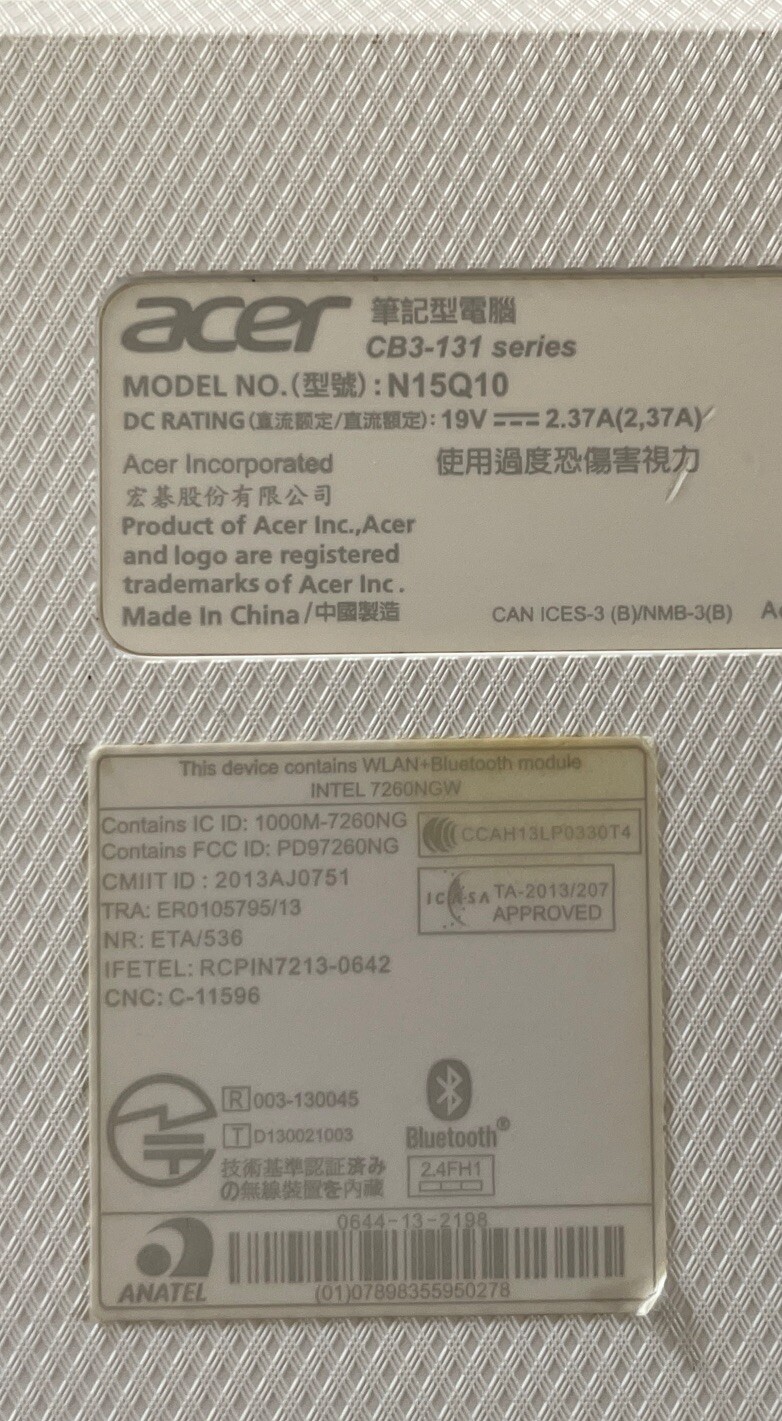 acer 筆記型電腦
CB3-131 series
MODEL NO.(型號):N15Q10
DC RATING(直流额定/直流額定): 19V 2.37A(2,37A)
Acer Incorporated 使用過度恐傷害視力
宏碁股份有限公司
Product of Acer Inc.,Acer
and logo are registered
trademarks of Acer Inc.
Made In China/中國製造 CAN ICES-3 (B)/NMB-3(B)
This device contains WLAN+Bluetooth module
INTEL 7260NGW
Contains IC ID: 1000M-7260NG
Contains FCC ID: PD97260NG
CCAH13LP0330T4
CMIIT ID : 2013AJ0751
TRA: ER0105795/13
ICASA TA-2013/207
APPROVED
NR: ETA/536
IFETEL: RCPIN7213-0642
CNC: C-11596
R 003-130045
T D130021003
技術基準認証済み
の無線装置を内蔵
Bluetooth®
2.4FH1
ANATEL
0644-13-2198
(01)07898355950278